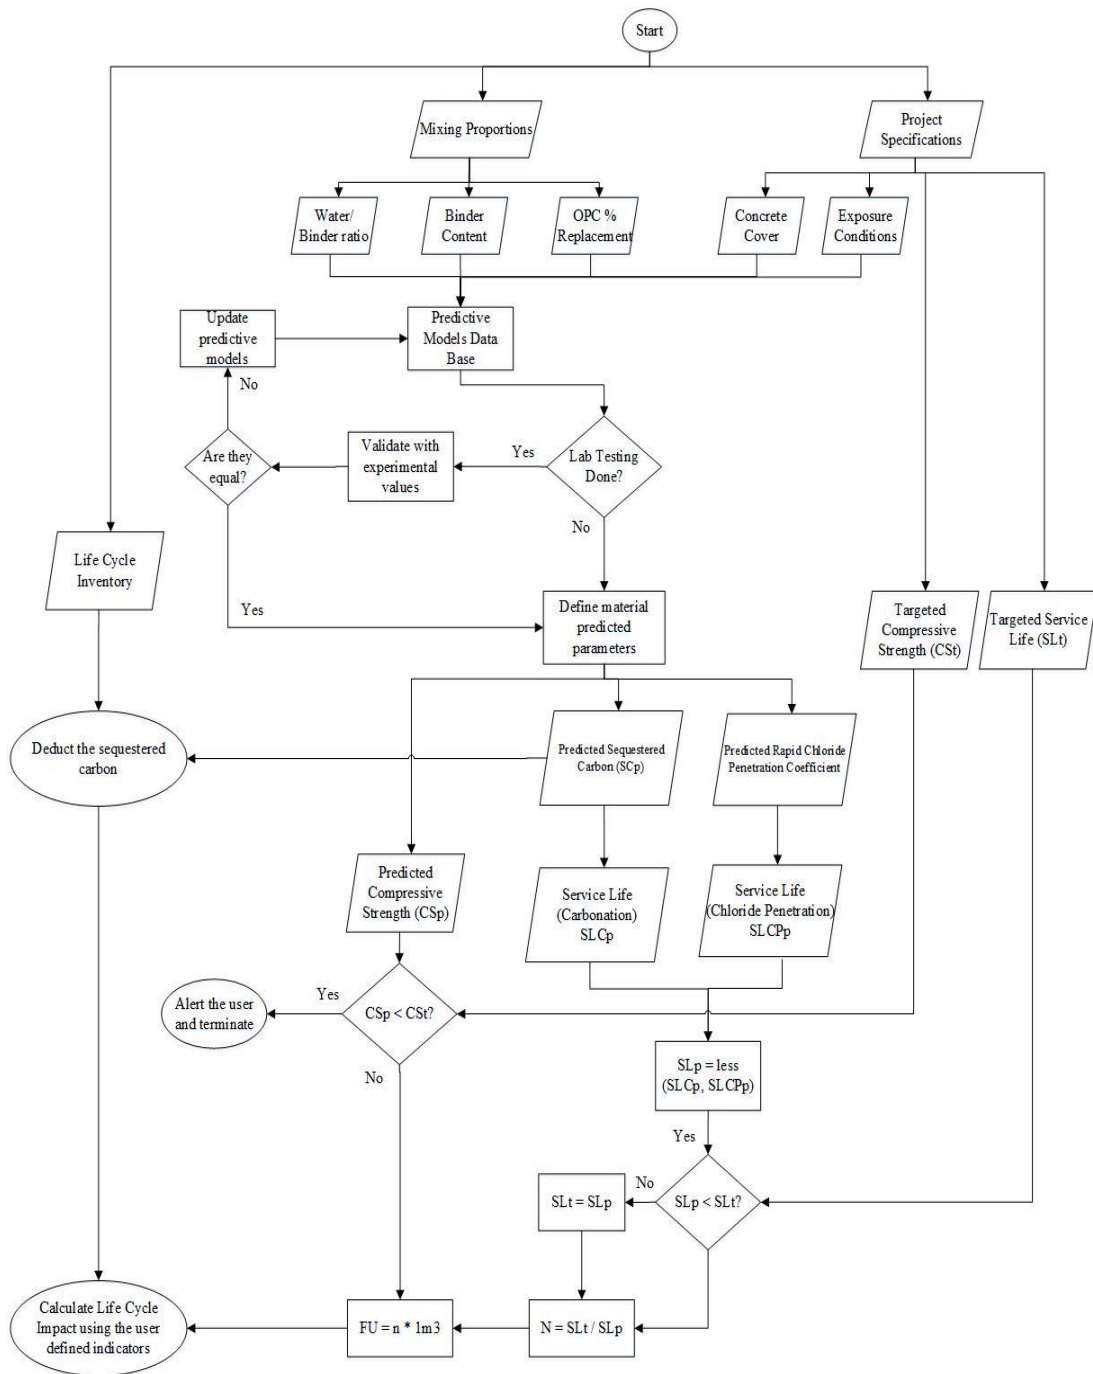 Start
Mixing Proportions
Project
Specifications
Water/
Binder ratio
Binder
Content
OPC %
Replacement
Concrete
Cover
Exposure
Conditions
Update
predictive
models
Predictive
Models Data
Base
No
Are they
equal?
Validate with
experimental
values
Yes
Lab Testing
Done?
No
Life Cycle
Inventory
Yes
Define material
predicted
parameters
Targeted
Compressive
Strength (CSt)
Targeted Service
Life (SLt)
Deduct the sequestered
carbon
Predicted Sequestered
Carbon (SCp)
Predicted Rapid Chloride
Penetration Coefficient
Predicted
Compressive
Strength (CSp)
Service Life
(Carbonation)
SLCp
Service Life
(Chloride Penetration)
SLCPp
Alert the user
and terminate
Yes
CSp < CSt?
No
SLp = less
(SLCp, SLCPp)
Yes
SLt = SLp
No
SLp < SLt?
Calculate Life Cycle
Impact using the user
defined indicators
FU = n * 1m3
N = SLt / SLp